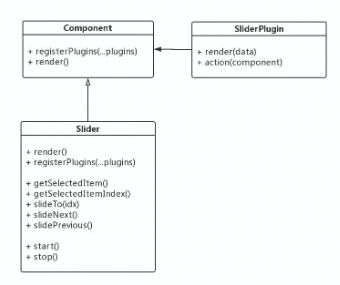 Component
+ registerPlugins(...plugins)
+ render()
SliderPlugin
+ render(data)
+ action(component)
Slider
+ render()
+ registerPlugins(...plugins)
+ getSelectedItem()
+ getSelectedItemIndex()
+ slideTo(idx)
+ slideNext()
+ slidePrevious()
+ start()
+ stop()